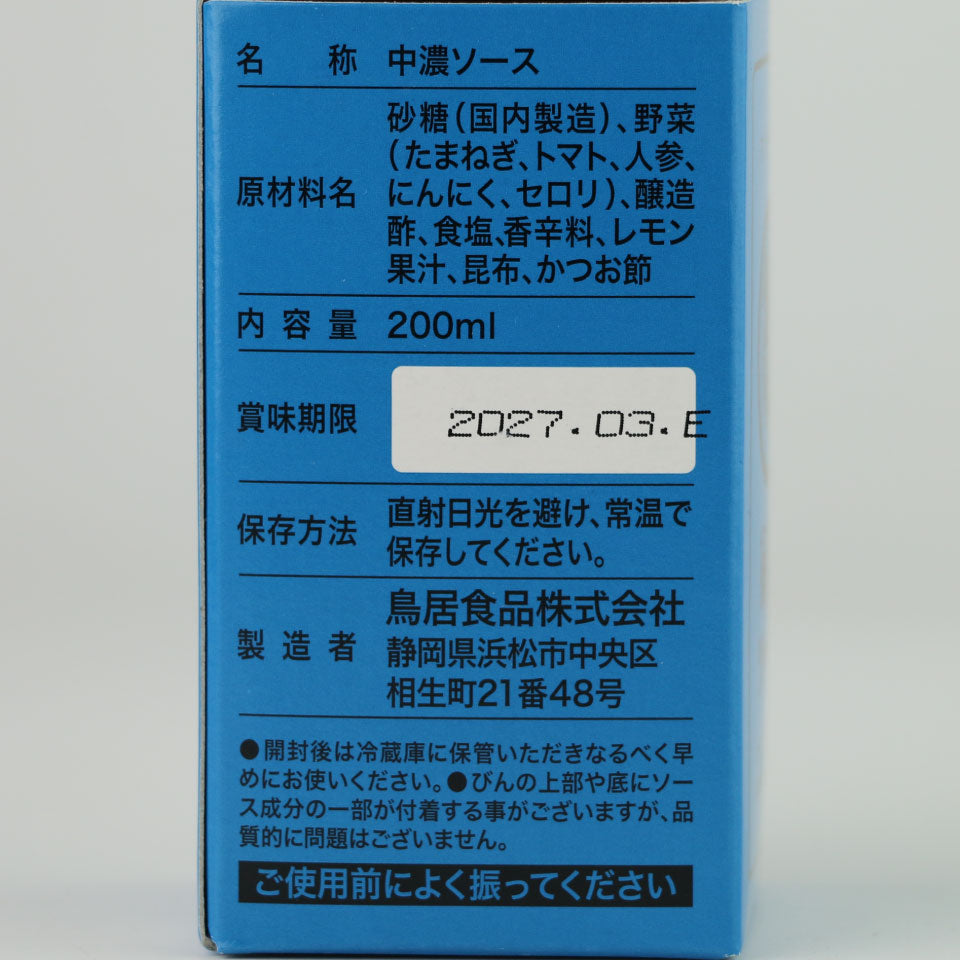 名称 中濃ソース
砂糖(国内製造)、野菜
(たまねぎ、トマト、人参、
原材料名 にんにく、セロリ)、醸造
酢、食塩、香辛料、レモン
果汁、昆布、かつお節
内容量 200ml
賞味期限 2027.03.E
保存方法 直射日光を避け、常温で
保存してください。
鳥居食品株式会社
製造者 静岡県浜松市中央区
相生町21番48号
●開封後は冷蔵庫に保管いただきなるべく早
めにお使いください。●びんの上部や底にソー
ス成分の一部が付着する事がございますが、品
質的に問題はございません。
ご使用前によく振ってください